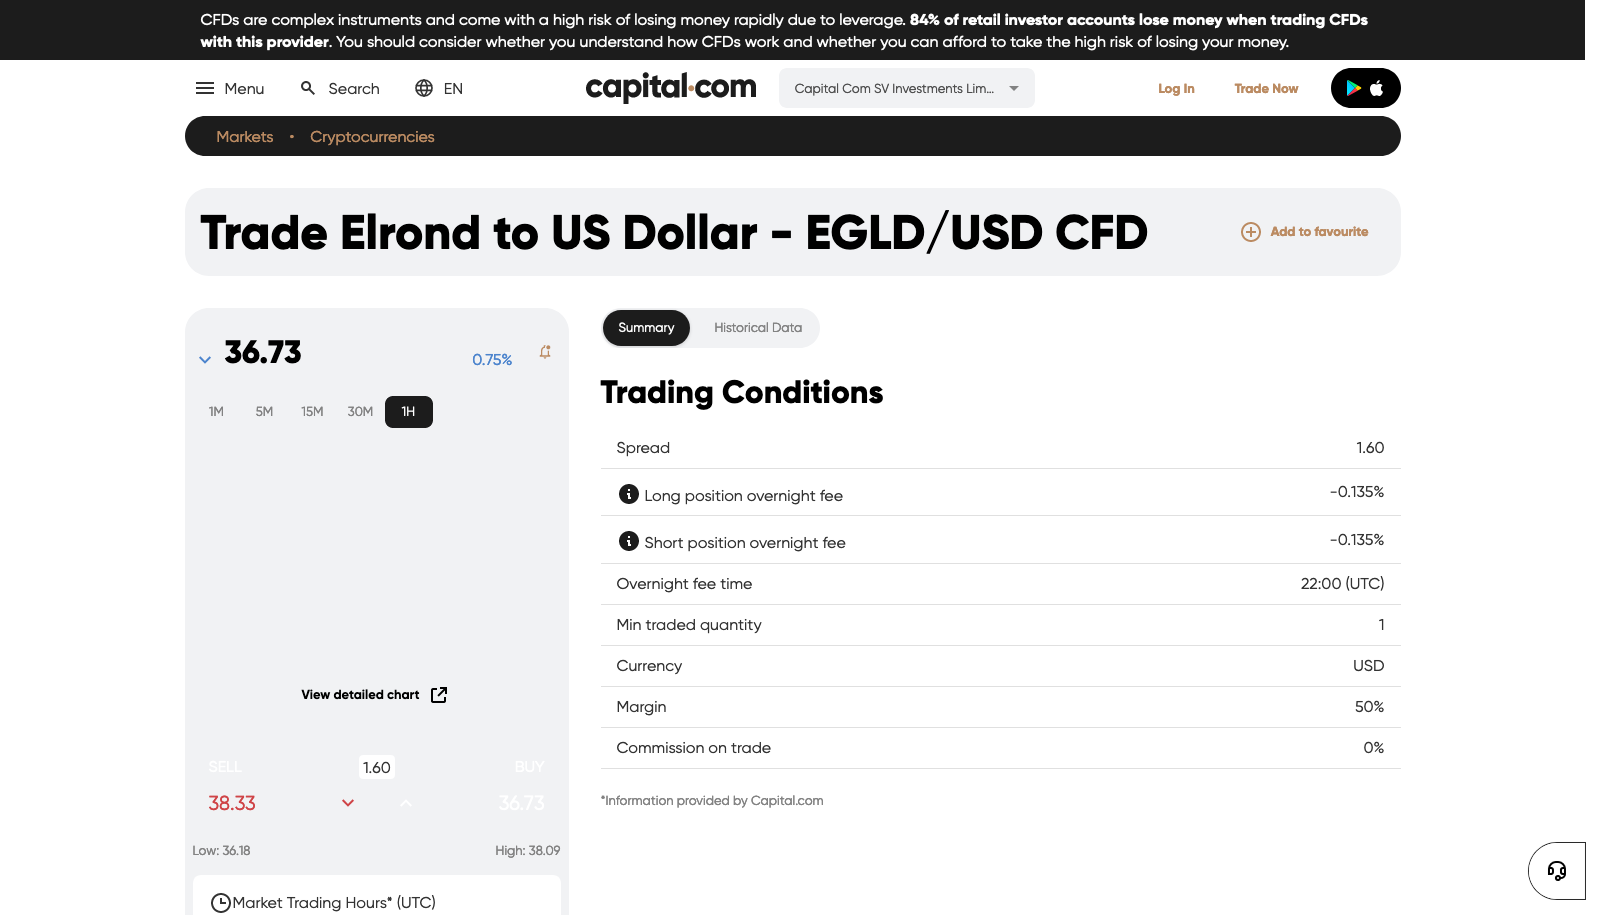 CFDs are complex instruments and come with a high risk of losing money rapidly due to leverage. 84% of retail investor accounts lose money when trading CFDs
with this provider. You should consider whether you understand how CFDs work and whether you can afford to take the high risk of losing your money.
Menu Search EN capital.com Capital Com SV Investments Lim... Log In Trade Now
Markets • Cryptocurrencies
Trade Elrond to US Dollar - EGLD/USD CFD Add to favourite
36.73 0.75%
1M 5M 15M 30M 1H
View detailed chart
SELL 1.60 BUY
38.33 36.73
Low: 36.18 High: 38.09
Market Trading Hours* (UTC)
Summary Historical Data
Trading Conditions
Spread 1.60
Long position overnight fee -0.135%
Short position overnight fee -0.135%
Overnight fee time 22:00 (UTC)
Min traded quantity 1
Currency USD
Margin 50%
Commission on trade 0%
*Information provided by Capital.com